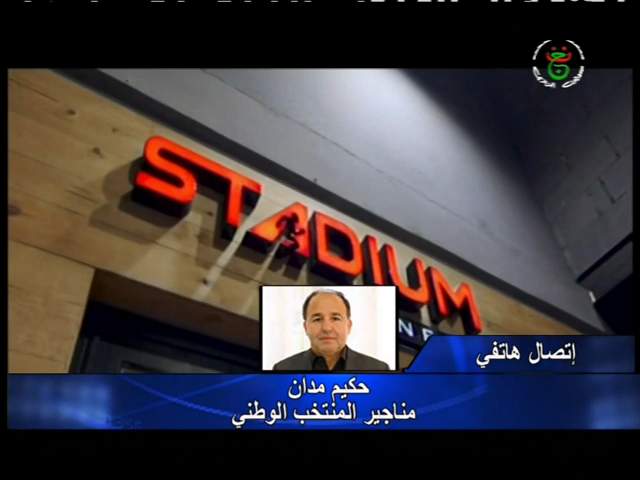 STADIUM
إتصال هاتفي
حكيم مدان
مناجير المنتخب الوطني